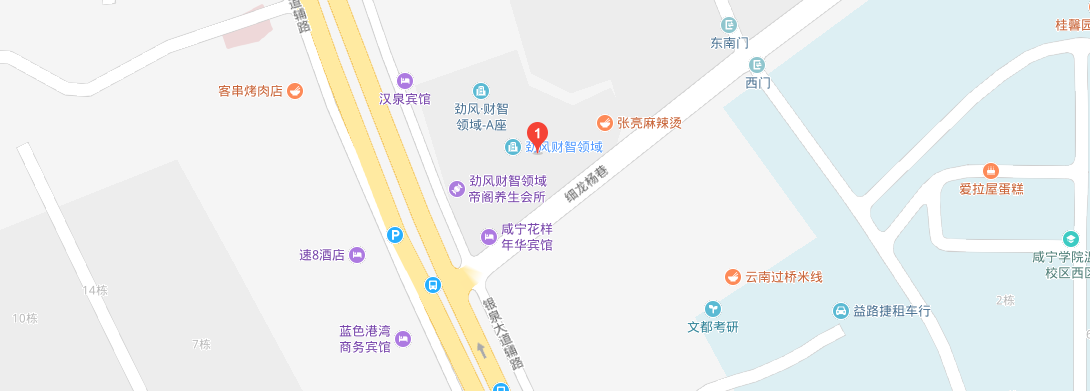 道辅路
东南门
桂馨园
西门
客串烤肉店
汉泉宾馆
劲风·财智
领域-A座
张亮麻辣烫
1
劲风财智领域
劲风财智领域
帝阁养生会所
细龙杨巷
爱拉屋蛋糕
咸宁花样
年华宾馆
P
速8酒店
咸宁学院温
校区西区
云南过桥米线
14栋
10栋
7栋
2栋
银泉大道辅路
文都考研
益路捷租车行
蓝色港湾
商务宾馆